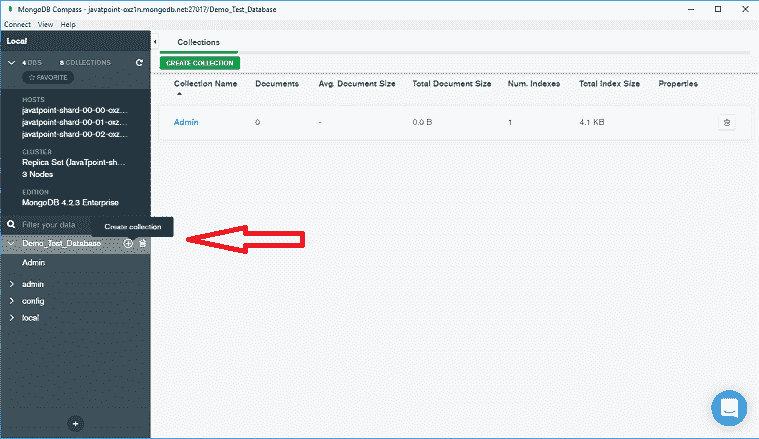 MongoDB Compass - javatpoint-oxz1n.mongodb.net:27017/Demo_Test_Database
Connect View Help
Local
4 DBS 8 COLLECTIONS
FAVORITE
HOSTS
javatpoint-shard-00-00-oxz...
javatpoint-shard-00-01-oxz...
javatpoint-shard-00-02-oxz...
CLUSTER
Replica Set (JavaTpoint-sh...
3 Nodes
EDITION
MongoDB 4.2.3 Enterprise
Filter your data
Create collection
Demo_Test_Database
Admin
admin
config
local
Collections
CREATE COLLECTION
Collection Name Documents Avg. Document Size Total Document Size Num. Indexes Total Index Size Properties
Admin 0 - 0.0 B 1 4.1 KB